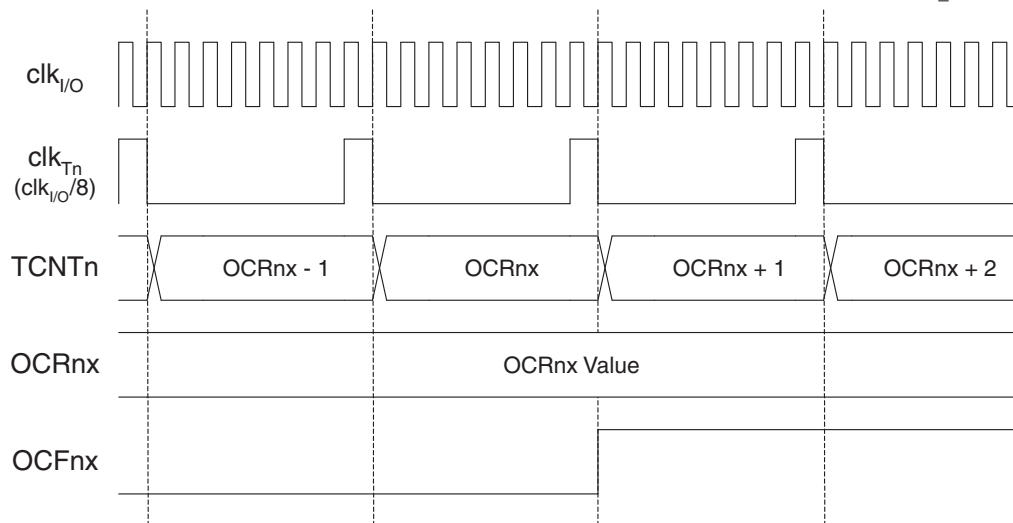 clkI/O
clkTn
(clkI/O/8)
TCNTn
OCRnx - 1
OCRnx
OCRnx + 1
OCRnx + 2
OCRnx
OCRnx Value
OCFnx